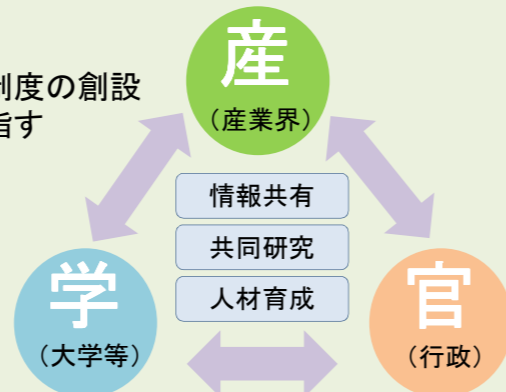 産
（産業界）
制度の創設
指す
情報共有
共同研究
人材育成
学
（大学等）
官
（行政）